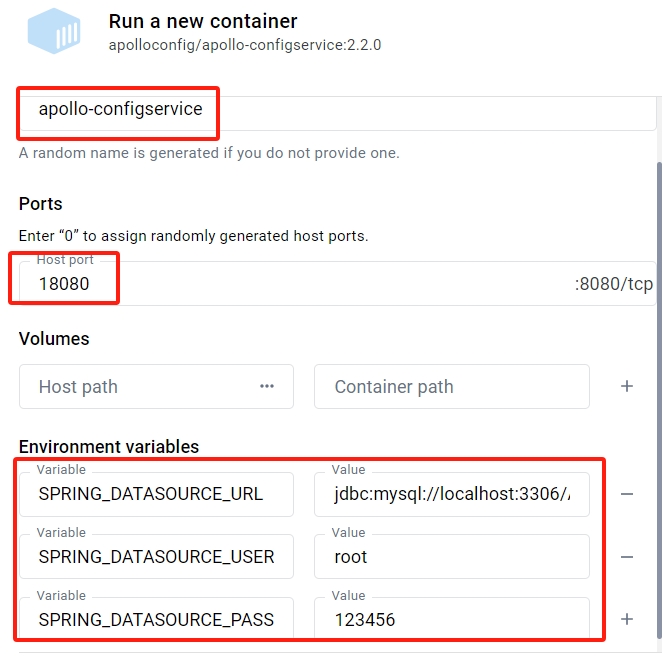 Run a new container
apolloconfig/apollo-configservice:2.2.0
apollo-configservice
A random name is generated if you do not provide one.
Ports
Enter “0” to assign randomly generated host ports.
Host port
18080
:8080/tcp
Volumes
Host path
Container path
Environment variables
Variable
Value
SPRING_DATASOURCE_URL
jdbc:mysql://localhost:3306/
Variable
Value
SPRING_DATASOURCE_USER
root
Variable
Value
SPRING_DATASOURCE_PASS
123456